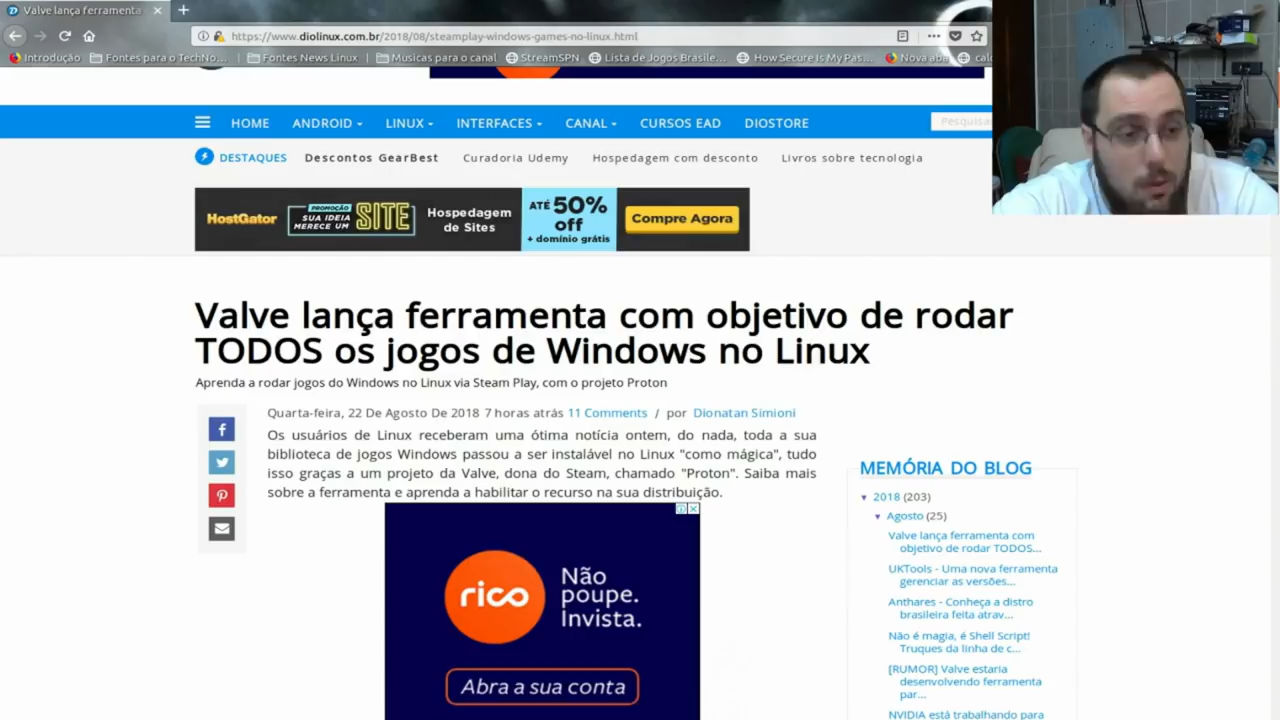 Valve lança ferramenta
https://www.diolinux.com.br/2018/08/steamplay-windows-games-no-linux.html
Introdução
Fontes para o TechNo...
Fontes News Linux
Musicas para o canal
StreamSPN
Lista de Jogos Brasile...
How Secure Is My Pas...
Nova aba
calc
HOME
ANDROID
LINUX
INTERFACES
CANAL
CURSOS EAD
DIOSTORE
Pesquisa
DESTAQUES
Descontos GearBest
Curadoria Udemy
Hospedagem com desconto
Livros sobre tecnologia
HostGator
PROMOÇÃO
SUA IDEIA
MERECE UM
SITE
Hospedagem
de Sites
ATÉ 50%
off
+ domínio grátis
Compre Agora
Valve lança ferramenta com objetivo de rodar
TODOS os jogos de Windows no Linux
Aprenda a rodar jogos do Windows no Linux via Steam Play, com o projeto Proton
Quarta-feira, 22 De Agosto De 2018 7 horas atrás 11 Comments / por Dionatan Simioni
Os usuários de Linux receberam uma ótima notícia ontem, do nada, toda a sua
biblioteca de jogos Windows passou a ser instalável no Linux "como mágica", tudo
isso graças a um projeto da Valve, dona do Steam, chamado "Proton". Saiba mais
sobre a ferramenta e aprenda a habilitar o recurso na sua distribuição.
rico
Não
poupe.
Invista.
Abra a sua conta
MEMÓRIA DO BLOG
2018 (203)
Agosto (25)
Valve lança ferramenta com
objetivo de rodar TODOS...
UKTools - Uma nova ferramenta
gerenciar as versões...
Anthares - Conheça a distro
brasileira feita atrav...
Não é magia, é Shell Script!
Truques da linha de c...
[RUMOR] Valve estaria
desenvolvendo ferramenta
par...
NVIDIA está trabalhando para